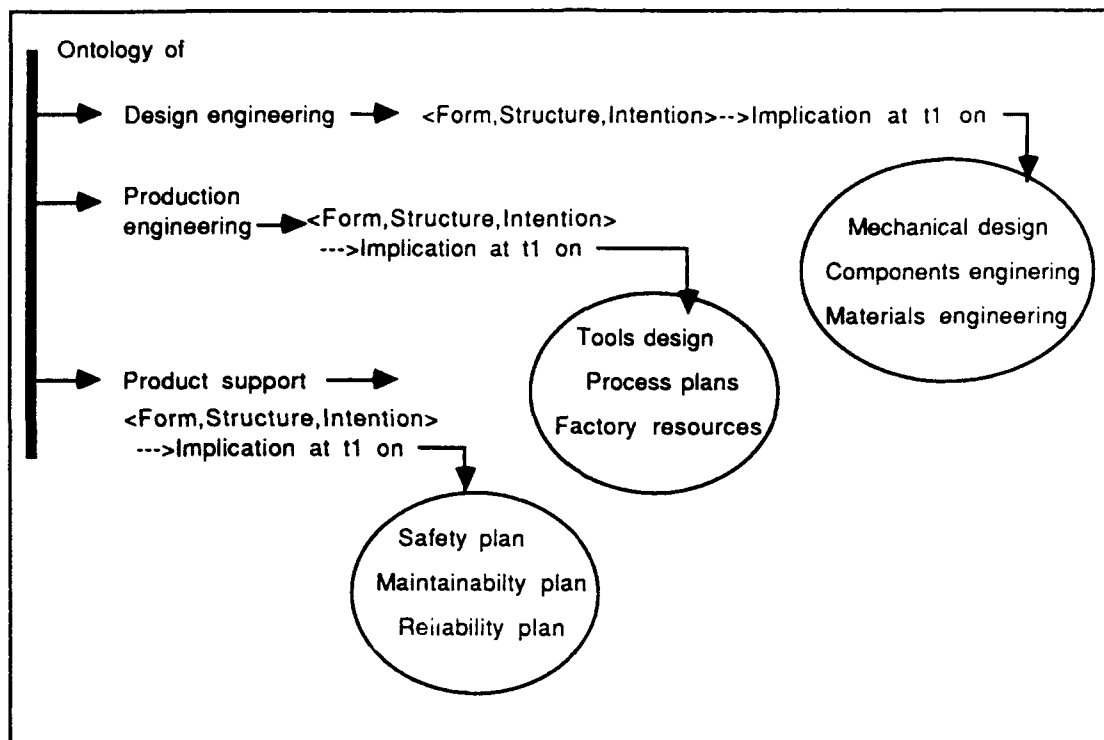 Ontology of
Design engineering <Form,Structure,Intention>-->Implication at t1 on
Production
engineering <Form,Structure,Intention>
--->Implication at t1 on
Mechanical design
Components enginering
Materials engineering
Tools design
Process plans
Factory resources
Product support
<Form,Structure,Intention>
--->Implication at t1 on
Safety plan
Maintainabilty plan
Reliability plan